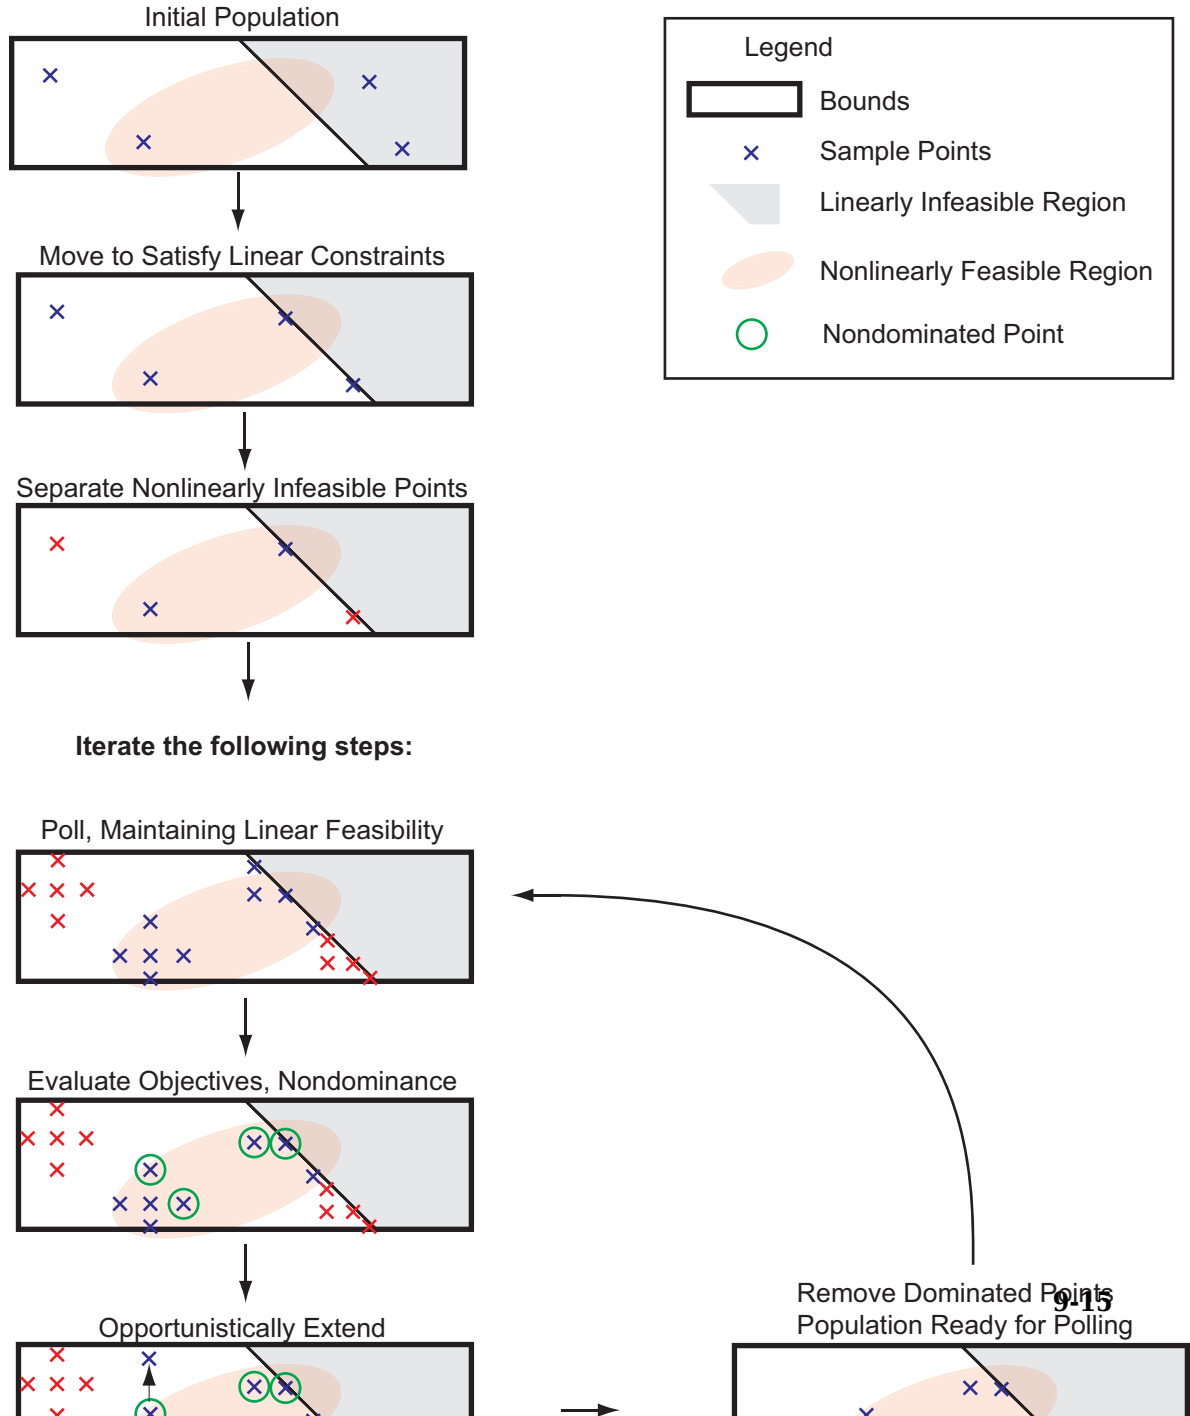 Initial Population
Legend
Bounds
Sample Points
Linearly Infeasible Region
Nonlinearly Feasible Region
Nondominated Point
Move to Satisfy Linear Constraints
Separate Nonlinearly Infeasible Points
Iterate the following steps:
Poll, Maintaining Linear Feasibility
Evaluate Objectives, Nondominance
Opportunistically Extend
Remove Dominated Points
Population Ready for Polling
9-15